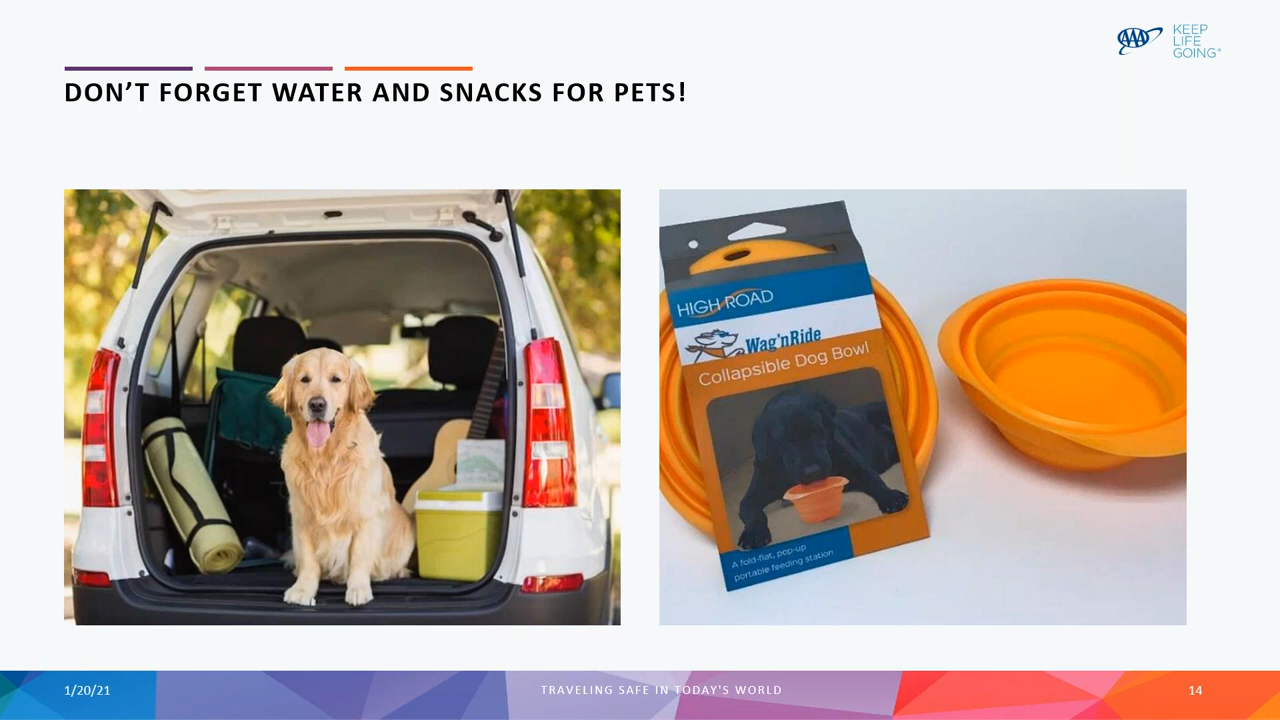 AAA
KEEP
LIFE
GOING®
DON’T FORGET WATER AND SNACKS FOR PETS!
HIGH ROAD
Wag'nRide
Collapsible Dog Bowl
A fold-flat, pop-up
portable feeding station
1/20/21
TRAVELING SAFE IN TODAY'S WORLD
14